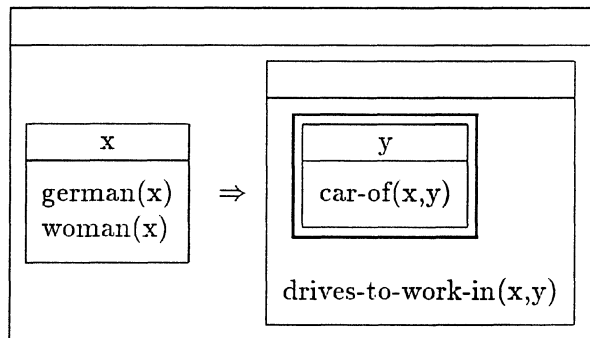 x
german(x)
woman(x)
⇒
y
car-of(x,y)
drives-to-work-in(x,y)